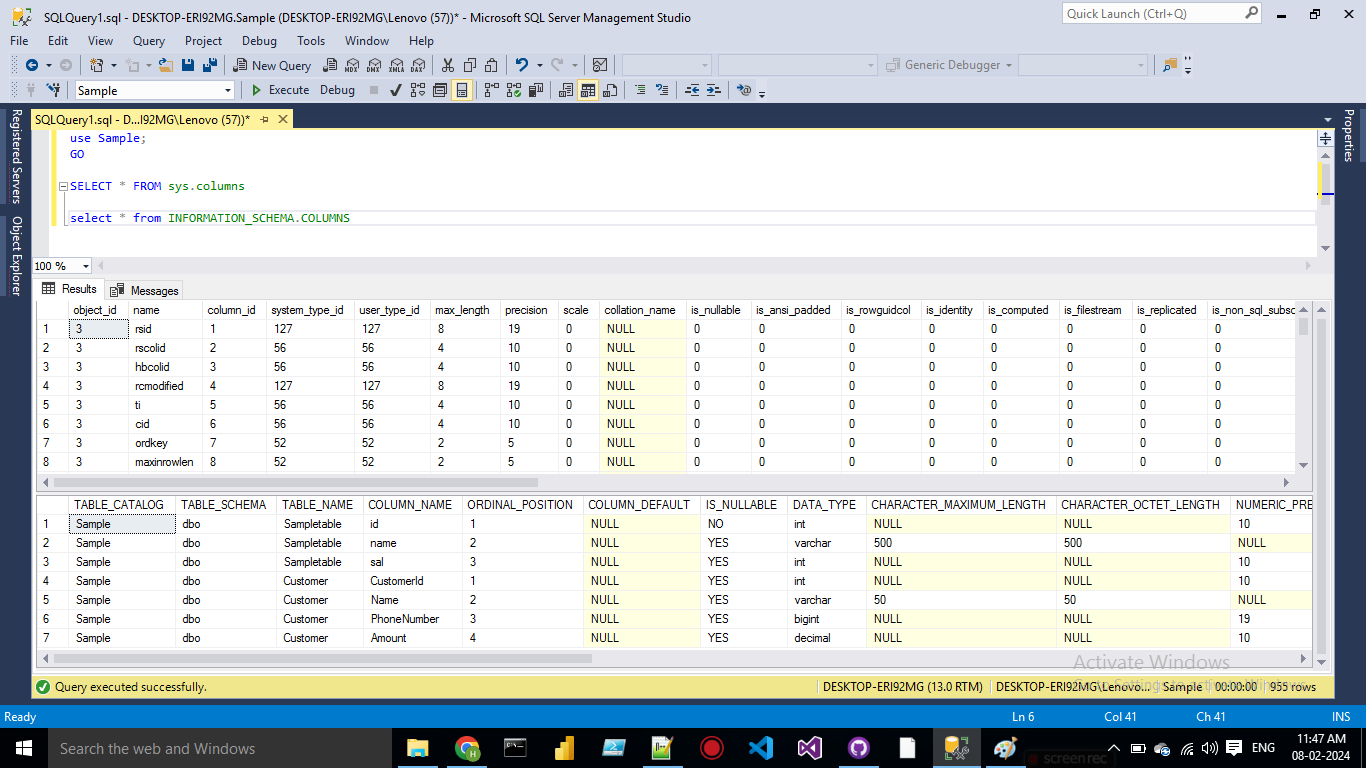 SQLQuery1.sql - DESKTOP-ERI92MG.Sample (DESKTOP-ERI92MG\Lenovo (57))* - Microsoft SQL Server Management Studio
Quick Launch (Ctrl+Q)
File Edit View Query Project Debug Tools Window Help
New Query MDX DMX XMLA DAX Generic Debugger
Sample Execute Debug
SQLQuery1.sql - D...I92MG\Lenovo (57))*
Registered Servers
Object Explorer
Properties
use Sample;
GO
SELECT * FROM sys.columns
select * from INFORMATION_SCHEMA.COLUMNS
100 %
Results Messages
object_id name column_id system_type_id user_type_id max_length precision scale collation_name is_nullable is_ansi_padded is_rowguidcol is_identity is_computed is_filestream is_replicated is_non_sql_subsc
1 3 rsid 1 127 127 8 19 0 NULL 0 0 0 0 0 0 0 0
2 3 rscolid 2 56 56 4 10 0 NULL 0 0 0 0 0 0 0 0
3 3 hbcolid 3 56 56 4 10 0 NULL 0 0 0 0 0 0 0 0
4 3 rcmodified 4 127 127 8 19 0 NULL 0 0 0 0 0 0 0 0
5 3 ti 5 56 56 4 10 0 NULL 0 0 0 0 0 0 0 0
6 3 cid 6 56 56 4 10 0 NULL 0 0 0 0 0 0 0 0
7 3 ordkey 7 52 52 2 5 0 NULL 0 0 0 0 0 0 0 0
8 3 maxinrowlen 8 52 52 2 5 0 NULL 0 0 0 0 0 0 0 0
TABLE_CATALOG TABLE_SCHEMA TABLE_NAME COLUMN_NAME ORDINAL_POSITION COLUMN_DEFAULT IS_NULLABLE DATA_TYPE CHARACTER_MAXIMUM_LENGTH CHARACTER_OCTET_LENGTH NUMERIC_PRE
1 Sample dbo Sampletable id 1 NULL NO int NULL NULL 10
2 Sample dbo Sampletable name 2 NULL YES varchar 500 500 NULL
3 Sample dbo Sampletable sal 3 NULL YES int NULL NULL 10
4 Sample dbo Customer CustomerId 1 NULL YES int NULL NULL 10
5 Sample dbo Customer Name 2 NULL YES varchar 50 50 NULL
6 Sample dbo Customer PhoneNumber 3 NULL YES bigint NULL NULL 19
7 Sample dbo Customer Amount 4 NULL YES decimal NULL NULL 10
Activate Windows
Go to Settings to activate Windows.
Query executed successfully. DESKTOP-ERI92MG (13.0 RTM) DESKTOP-ERI92MG\Lenovo... Sample 00:00:00 955 rows
Ready Ln 6 Col 41 Ch 41 INS
Search the web and Windows
ENG
11:47 AM
08-02-2024
screen rec